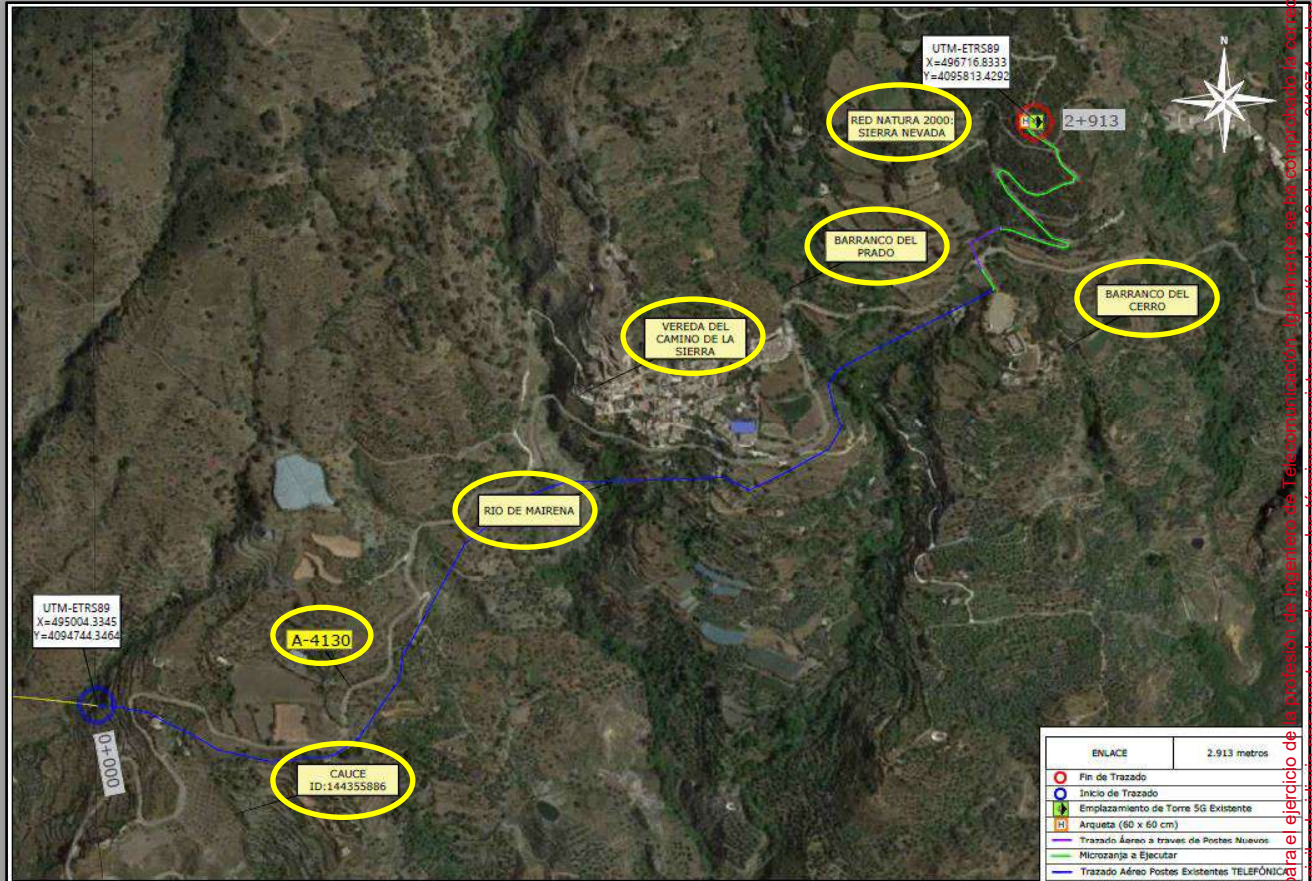 UTM-ETRS89
X=496716.8333
Y=4095813.4292
N
RED NATURA 2000:
SIERRA NEVADA
2+913
BARRANCO DEL
PRADO
BARRANCO DEL
CERRO
VEREDA DEL
CAMINO DE LA
SIERRA
RIO DE MAIRENA
UTM-ETRS89
X=495004.3345
Y=4094744.3464
A-4130
0+000
CAUCE
ID:144355886
ENLACE
2.913 metros
Fin de Trazado
Inicio de Trazado
Emplazamiento de Torre 5G Existente
H
Arqueta (60 x 60 cm)
Trazado Aereo a traves de Postes Nuevos
Microzanja a Ejecutar
Trazado Aéreo Postes Existentes TELEFÓNICA
para el ejercicio de la profesión de Ingeniero de Telecomunicación. Igualmente se ha comprobado la correc